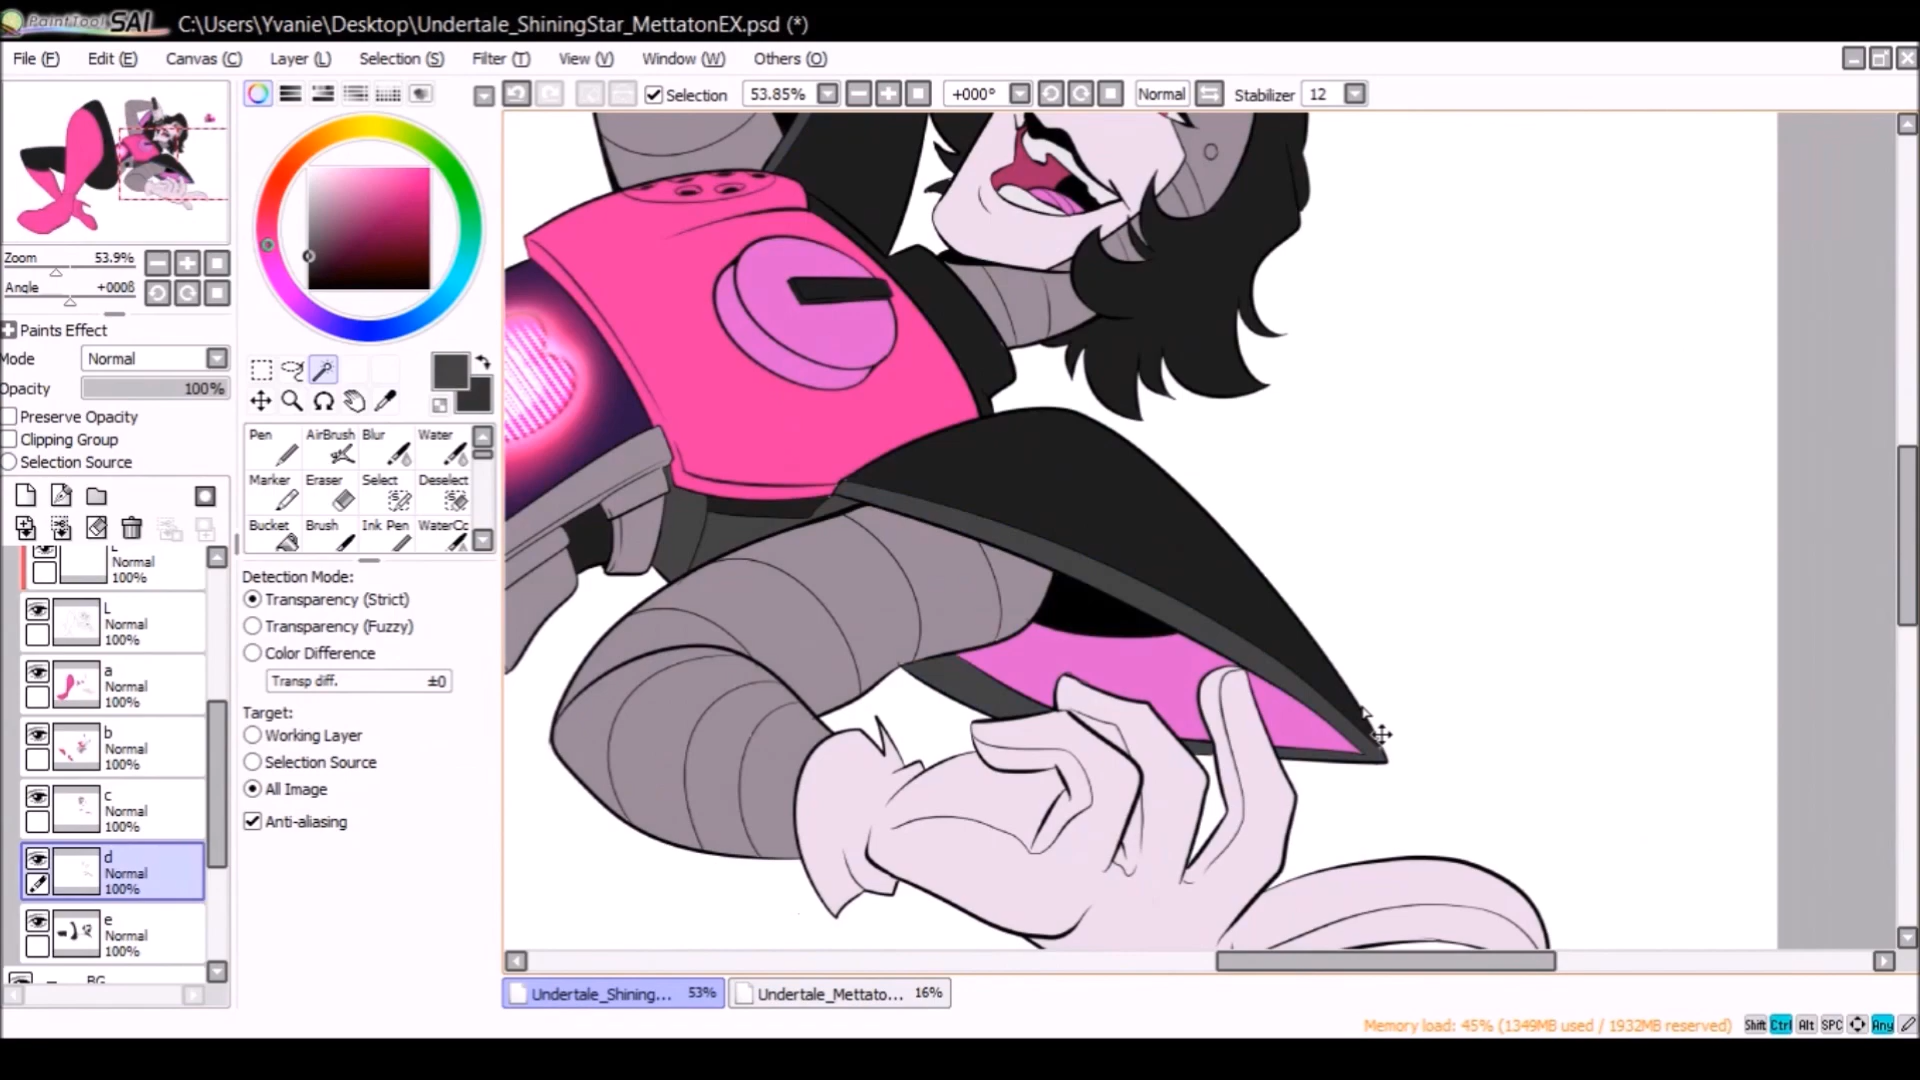 PaintTool SAI C:\Users\Yvanie\Desktop\Undertale_ShiningStar_MettatonEX.psd (*)
File (F) Edit (E) Canvas (C) Layer (L) Selection (S) Filter (T) View (V) Window (W) Others (O)
Selection 53.85% +000° Normal Stabilizer 12
Zoom 53.9%
Angle
Paints Effect
Mode Normal
Opacity 100%
Preserve Opacity
Clipping Group
Selection Source
Normal
100%
L
Normal
100%
a
Normal
100%
b
Normal
100%
c
Normal
100%
d
Normal
100%
e
Normal
100%
BG
Pen AirBrush Blur Water
Marker Eraser Select Deselect
Bucket Brush Ink Pen WaterCc
Detection Mode:
Transparency (Strict)
Transparency (Fuzzy)
Color Difference
Transp diff. ±0
Target:
Working Layer
Selection Source
All Image
Anti-aliasing
Undertale_Shining... 53% Undertale_Mettato... 16%
Memory load: 45% (1349MB used / 1932MB reserved) Shift Ctrl Alt SPC Any